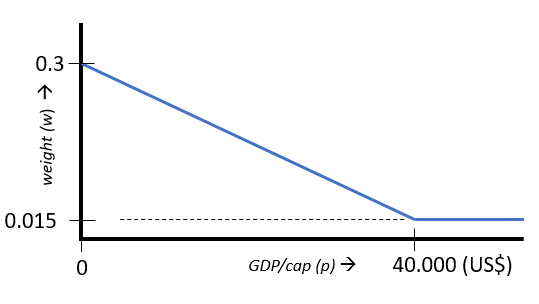 0.3
weight (w) →
0.015
0
GDP/cap (p) →
40.000 (US$)